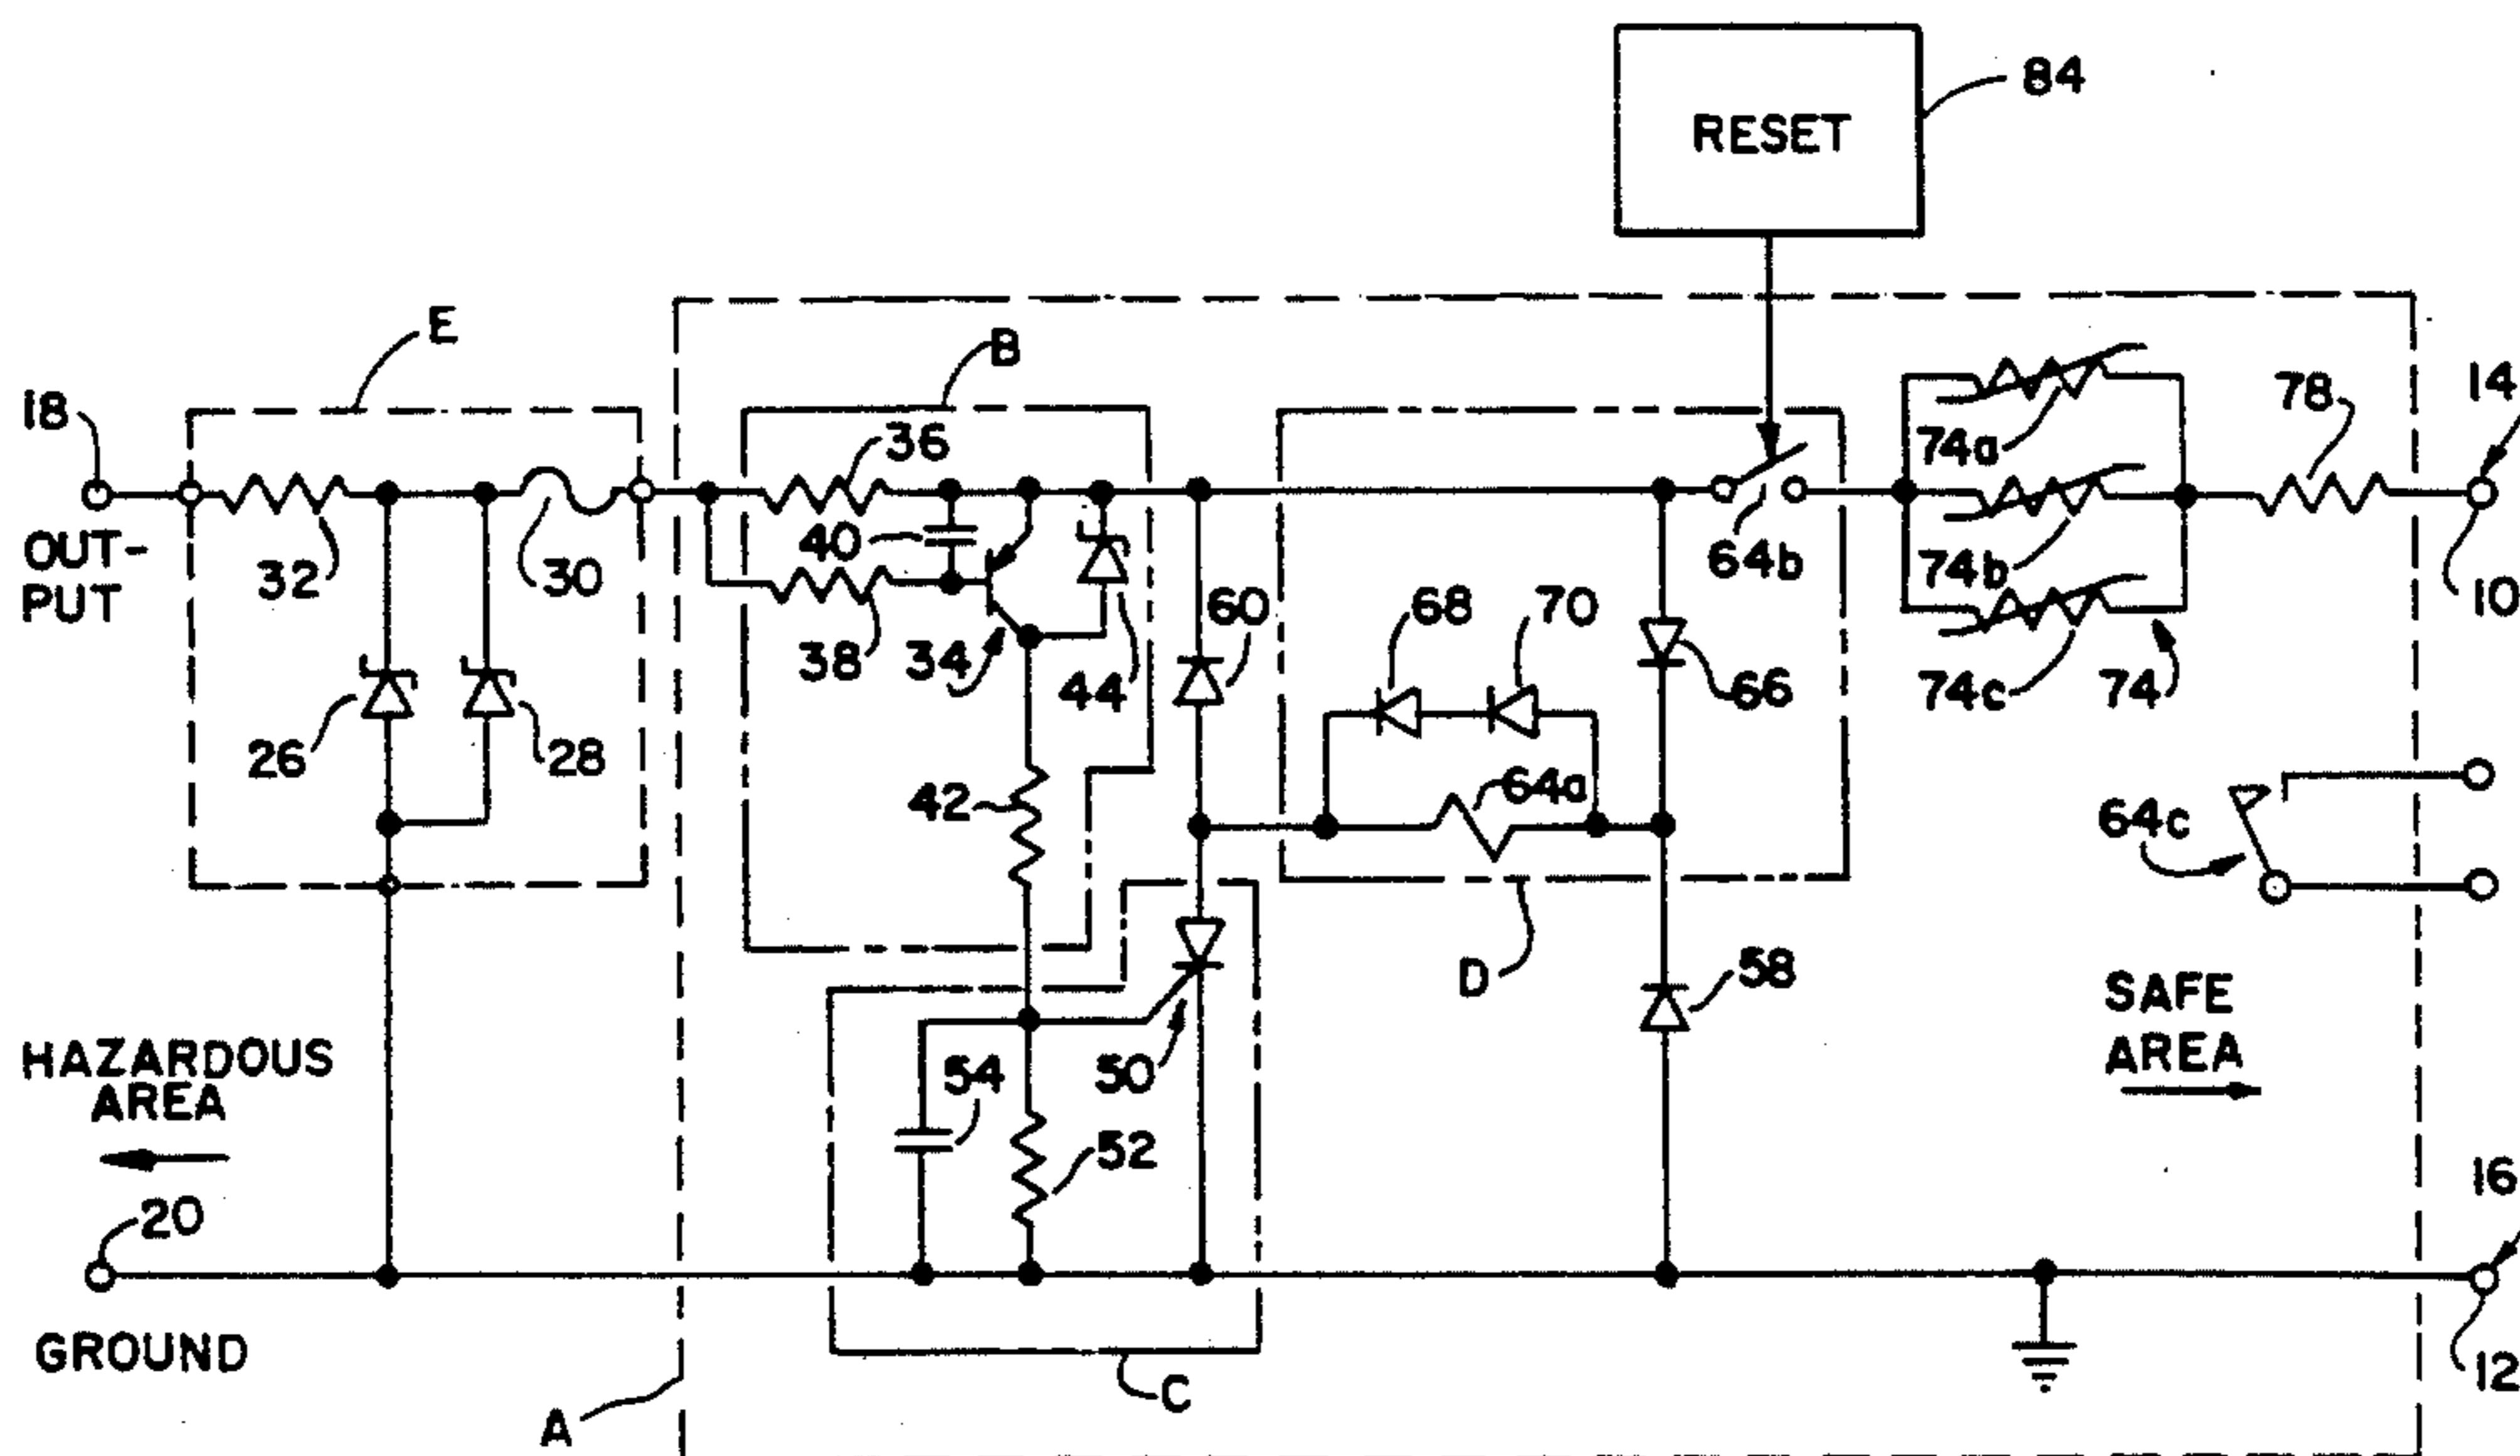 84
RESET
E
B
18
36
14
78
74a
40
OUT-
PUT
32
30
64b
74b
10
60
68
70
38
34
44
66
74c
74
26
28
42
64a
64c
D
58
SAFE
AREA
HAZARDOUS
AREA
54
50
52
16
20
GROUND
C
12
A